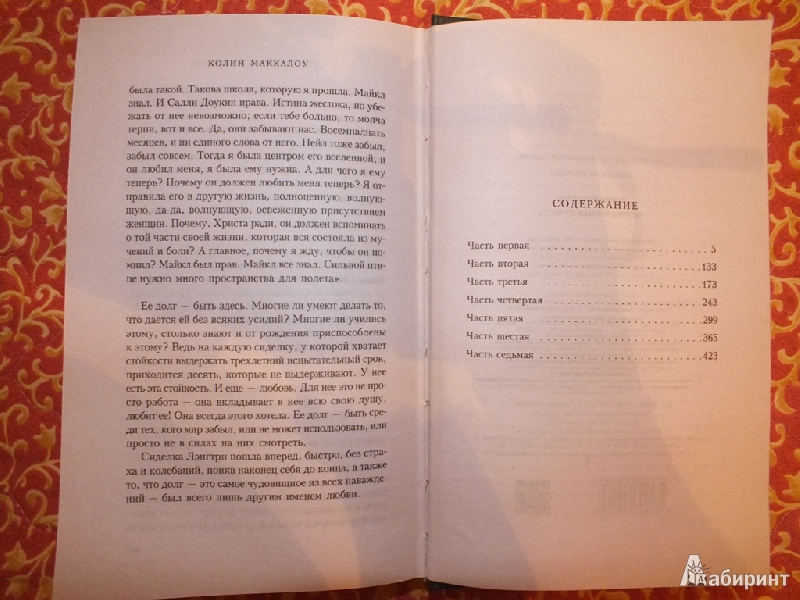 КОЛИН МАККАЛОУ
была такой. Такова школа, которую я прошла. Майкл
знал. И Салли Доукин права. Истина жестока, но убе-
жать от нее невозможно; если тебе больно, то молча
терпи, вот и все. Да, они забывают нас. Восемнадцать
месяцев, и ни единого слова от него. Нейл тоже забыл,
забыл совсем. Тогда я была центром его вселенной, и
он любил меня, я была ему нужна. А для чего я ему
теперь? Почему он должен любить меня теперь? Я от-
правила его в другую жизнь, полноценную, волную-
щую, да-да, волнующую, освеженную присутствием
женщин. Почему, Христа ради, он должен вспоминать
о той части своей жизни, которая вся состояла из му-
чений и боли? А главное, почему я жду, чтобы он по-
мнил? Майкл был прав. Майкл все знал. Сильной пти-
це нужно много пространства для полета».
Ее долг — быть здесь. Многие ли умеют делать то,
что дается ей без всяких усилий? Многие ли учились
этому, столько знают и от рождения приспособлены
к этому? Ведь на каждую сиделку, у которой хватает
стойкости выдержать трехлетний испытательный срок,
приходится десять, которые не выдерживают. У нее
есть эта стойкость. И еще — любовь. Для нее это не про-
сто работа — она вкладывает в нее всю свою душу,
любит ее! Она всегда этого хотела. Ее долг — быть сре-
ди тех, кого мир забыл, или не может использовать, или
просто не в силах на них смотреть.
Сиделка Лэнгтри пошла вперед, быстро, без стра-
ха и колебаний, поняв наконец себя до конца, а также
то, что долг — это самое чудовищное из всех наважде-
ний — был всего лишь другим именем любви.
СОДЕРЖАНИЕ
Часть первая 5
Часть вторая 133
Часть третья 173
Часть четвертая 243
Часть пятая 299
Часть шестая 365
Часть седьмая 423
Лабиринт